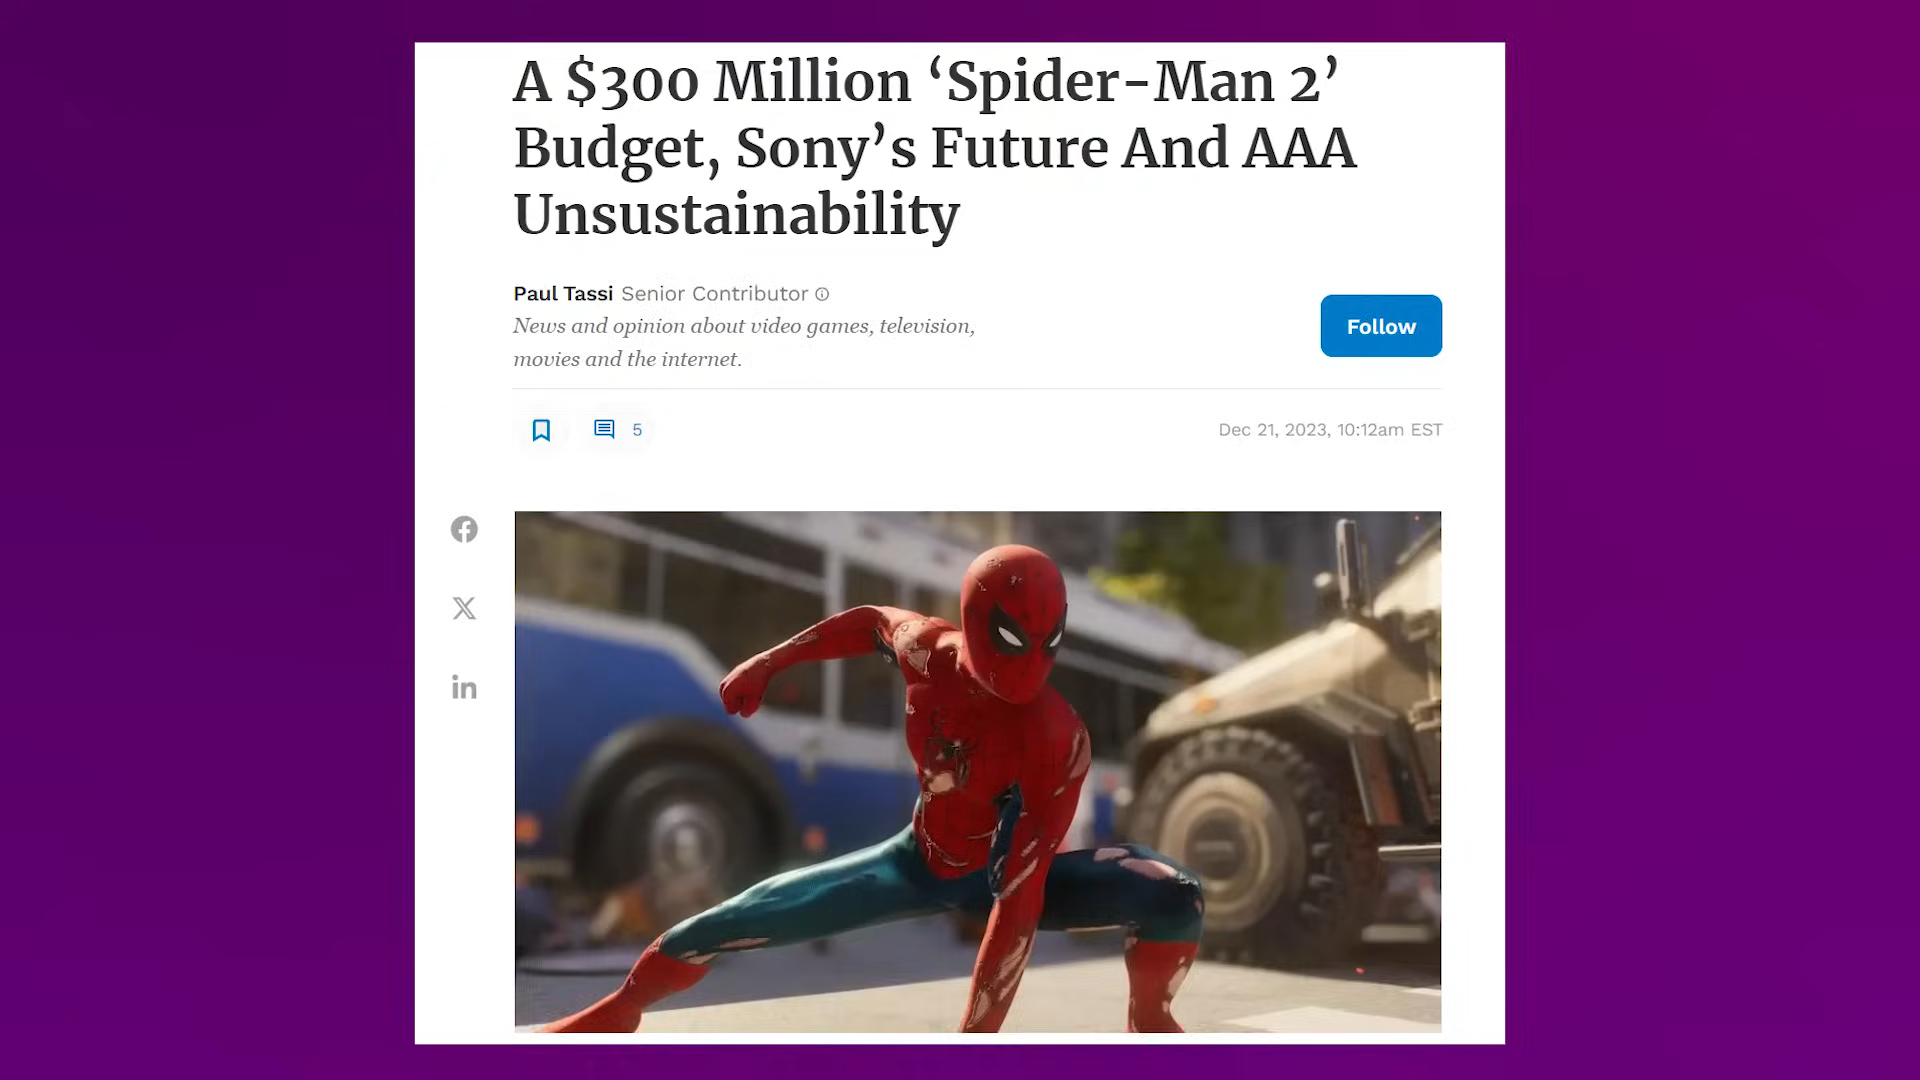 A $300 Million ‘Spider-Man 2’
Budget, Sony’s Future And AAA
Unsustainability
Paul Tassi Senior Contributor
News and opinion about video games, television,
movies and the internet.
Follow
5
Dec 21, 2023, 10:12am EST